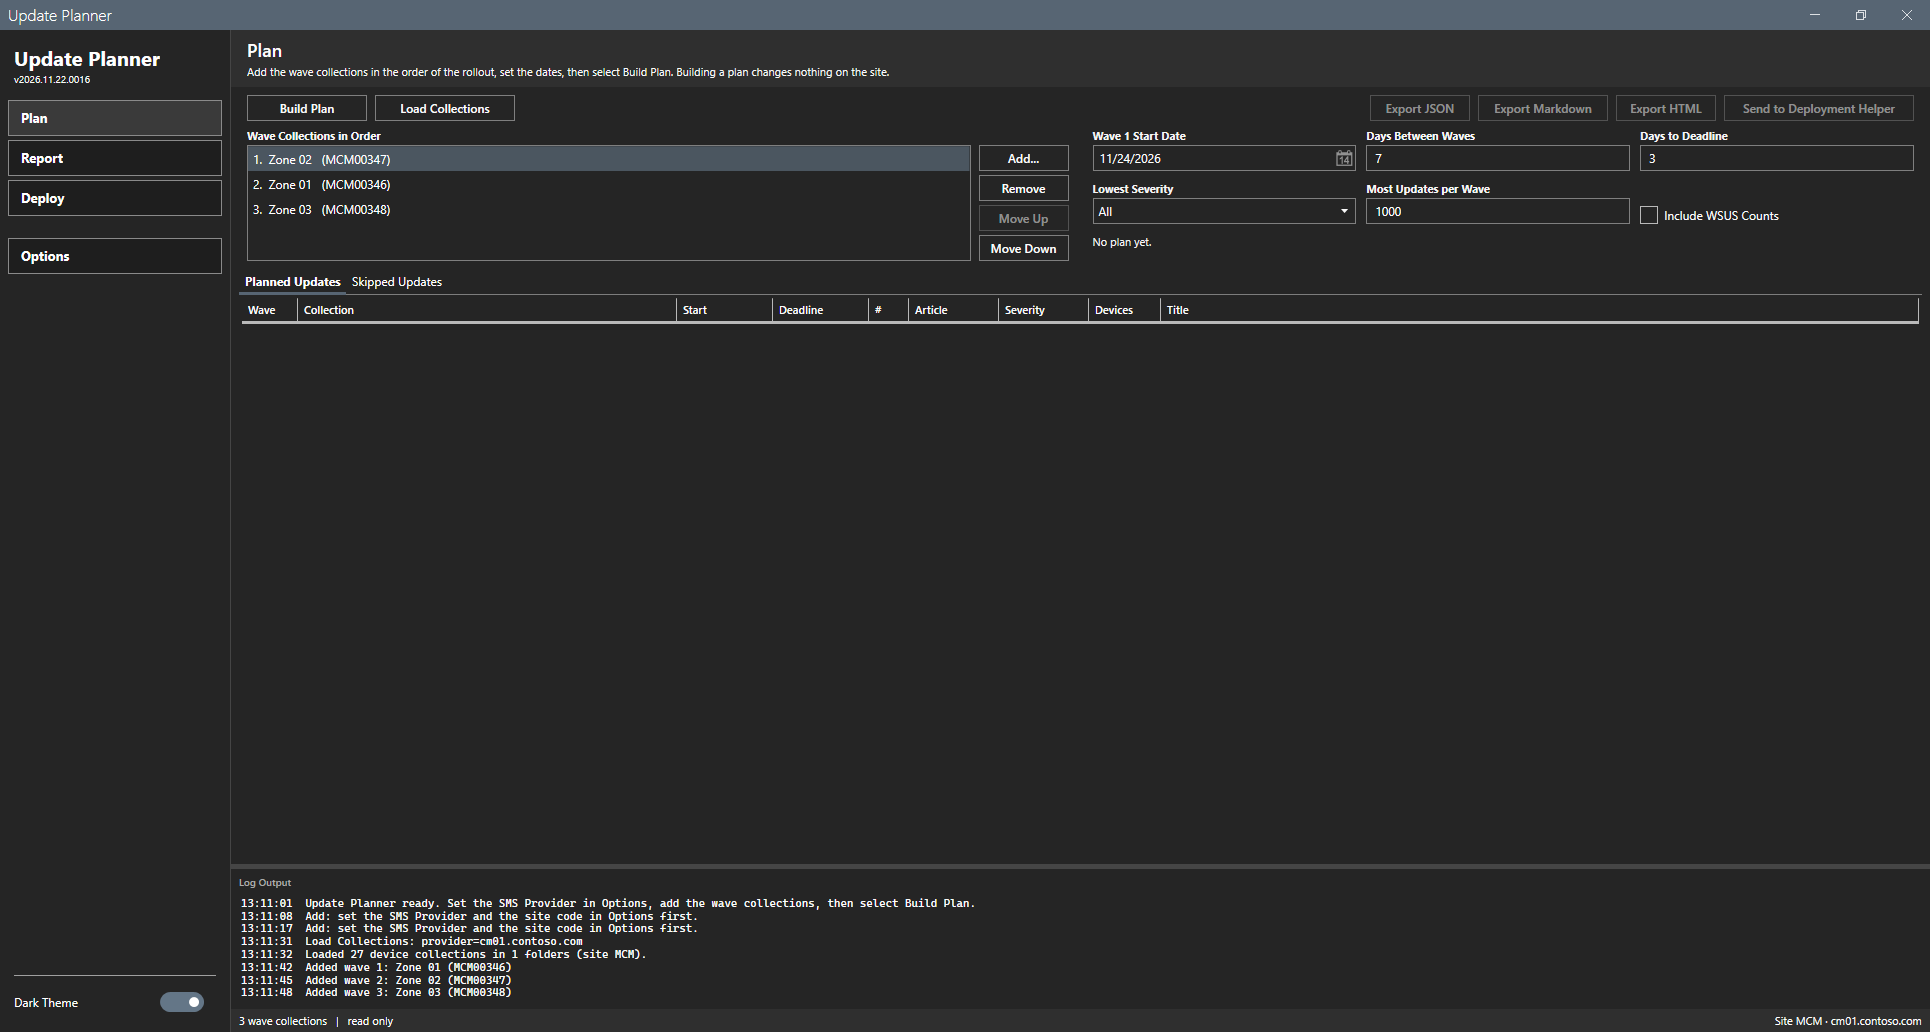 Update Planner
Update Planner
v2026.11.22.0016
Plan
Report
Deploy
Options
Dark Theme
Plan
Add the wave collections in the order of the rollout, set the dates, then select Build Plan. Building a plan changes nothing on the site.
Build Plan
Load Collections
Export JSON
Export Markdown
Export HTML
Send to Deployment Helper
Wave Collections in Order
1. Zone 02 (MCM00347)
2. Zone 01 (MCM00346)
3. Zone 03 (MCM00348)
Add...
Remove
Move Up
Move Down
Wave 1 Start Date
11/24/2026
14
Days Between Waves
7
Days to Deadline
3
Lowest Severity
All
Most Updates per Wave
1000
Include WSUS Counts
No plan yet.
Planned Updates
Skipped Updates
Wave
Collection
Start
Deadline
#
Article
Severity
Devices
Title
Log Output
13:11:01 Update Planner ready. Set the SMS Provider in Options, add the wave collections, then select Build Plan.
13:11:08 Add: set the SMS Provider and the site code in Options first.
13:11:17 Add: set the SMS Provider and the site code in Options first.
13:11:31 Load Collections: provider=cm01.contoso.com
13:11:32 Loaded 27 device collections in 1 folders (site MCM).
13:11:42 Added wave 1: Zone 01 (MCM00346)
13:11:45 Added wave 2: Zone 02 (MCM00347)
13:11:48 Added wave 3: Zone 03 (MCM00348)
3 wave collections | read only
Site MCM · cm01.contoso.com